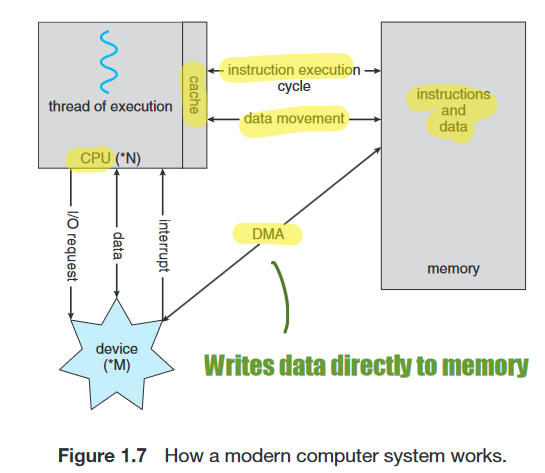 thread of execution
cache
CPU (*N)
instruction execution
cycle
data movement
instructions
and
data
memory
I/O request
data
interrupt
DMA
device
(*M)
Writes data directly to memory
Figure 1.7 How a modern computer system works.